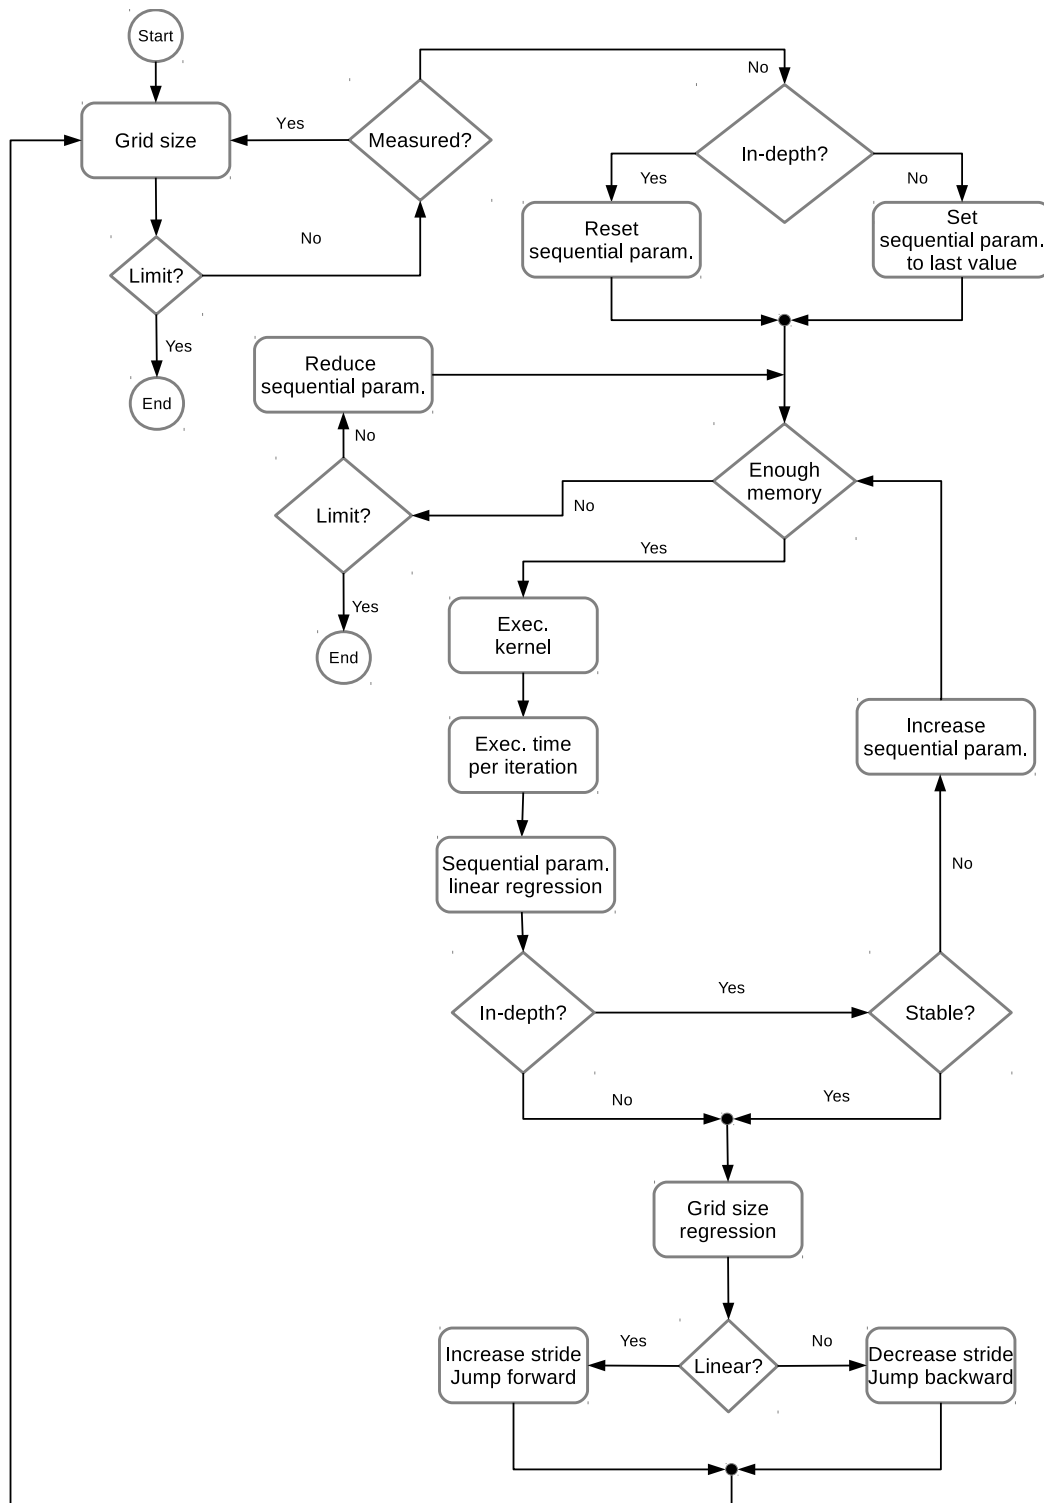 Start
No
Grid size
Yes
Measured?
In-depth?
Yes
No
No
Reset
sequential param.
Set
sequential param.
to last value
Limit?
Yes
End
Reduce
sequential param.
No
Enough
memory
No
Limit?
Yes
Yes
End
Exec.
kernel
Exec. time
per iteration
Increase
sequential param.
Sequential param.
linear regression
No
In-depth?
Yes
Stable?
No
Yes
Grid size
regression
Yes
No
Increase stride
Jump forward
Linear?
Decrease stride
Jump backward